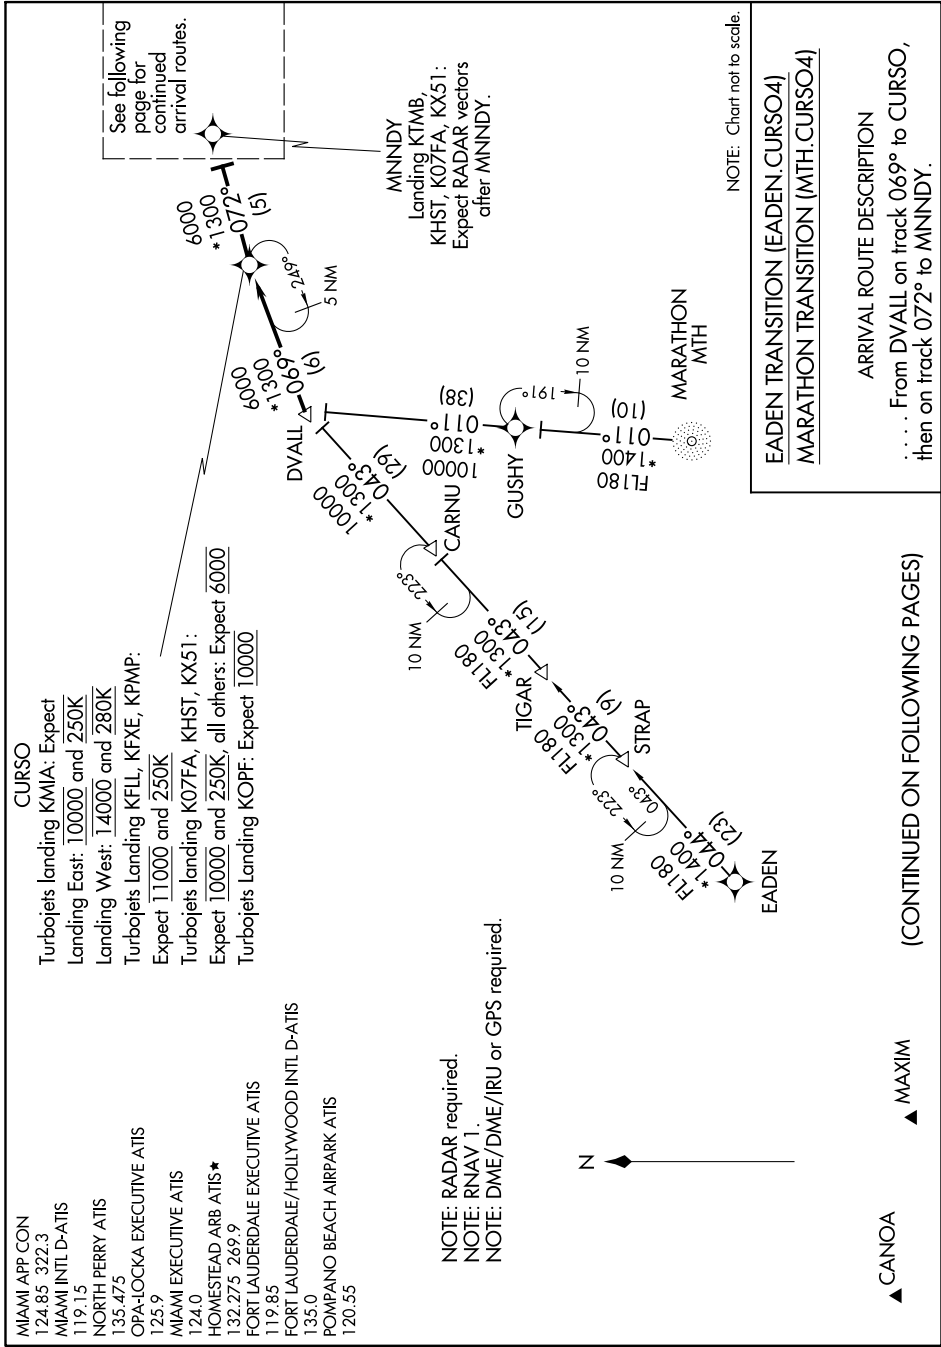 MIAMI APP CON
124.85 322.3
MIAMI INTL D-ATIS
119.15
NORTH PERRY ATIS
135.475
OPA-LOCKA EXECUTIVE ATIS
125.9
MIAMI EXECUTIVE ATIS
124.0
HOMESTEAD ARB ATIS★
132.275 269.9
FORT LAUDERDALE EXECUTIVE ATIS
119.85
FORT LAUDERDALE/HOLLYWOOD INTL D-ATIS
135.0
POMPANO BEACH AIRPARK ATIS
120.55
CURSO
Turbojets landing KMIA: Expect
Landing East: 10000 and 250K
Landing West: 14000 and 280K
Turbojets Landing KFLL, KFXE, KPMP:
Expect 11000 and 250K
Turbojets landing K07FA, KHST, KX51:
Expect 10000 and 250K, all others: Expect 6000
Turbojets Landing KOPF: Expect 10000
See following
page for
continued
arrival routes.
6000
*1300
072°
(5)
249°
5 NM
MNNDY
Landing KTMB,
KHST, K07FA, KX51:
Expect RADAR vectors
after MNNDY.
6000
*1300
069°
(6)
DVALL
10000
*1300
043°
(29)
10000
*1300
011°
(38)
CARNU
223°
10 NM
GUSHY
191°
10 NM
FL180
*1400
011°
(10)
MARATHON
MTH
FL180
*1300
043°
(15)
TIGAR
FL180
*1300
043°
(9)
STRAP
223°
043°
10 NM
FL180
*1400
044°
(23)
EADEN
NOTE: RADAR required.
NOTE: RNAV 1.
NOTE: DME/DME/IRU or GPS required.
N
CANOA
MAXIM
(CONTINUED ON FOLLOWING PAGES)
NOTE: Chart not to scale.
EADEN TRANSITION (EADEN.CURSO4)
MARATHON TRANSITION (MTH.CURSO4)
ARRIVAL ROUTE DESCRIPTION
. . . . From DVALL on track 069° to CURSO,
then on track 072° to MNNDY.